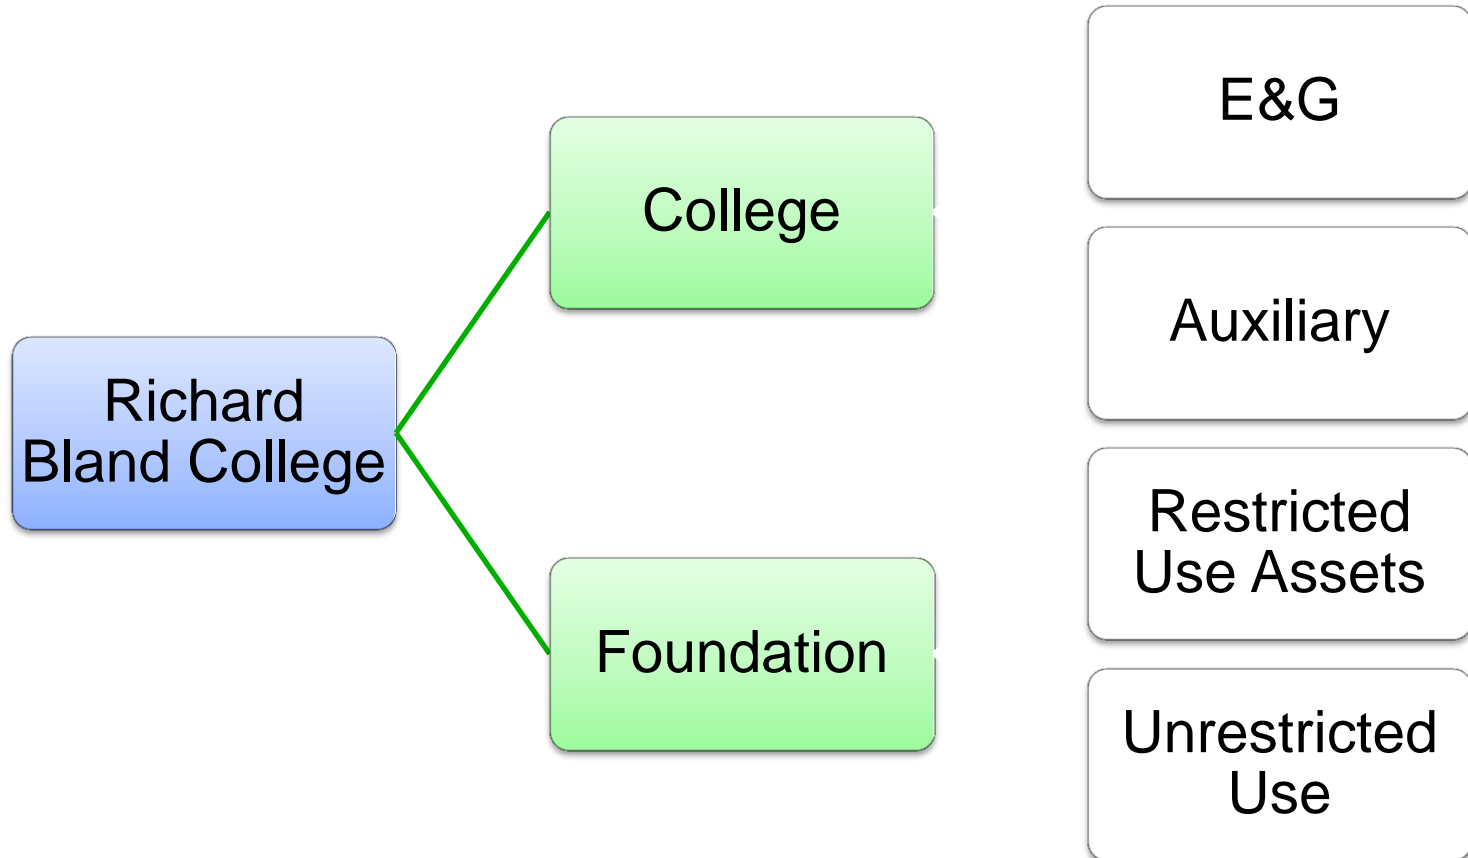 Richard
Bland College
College
Foundation
E&G
Auxiliary
Restricted
Use Assets
Unrestricted
Use